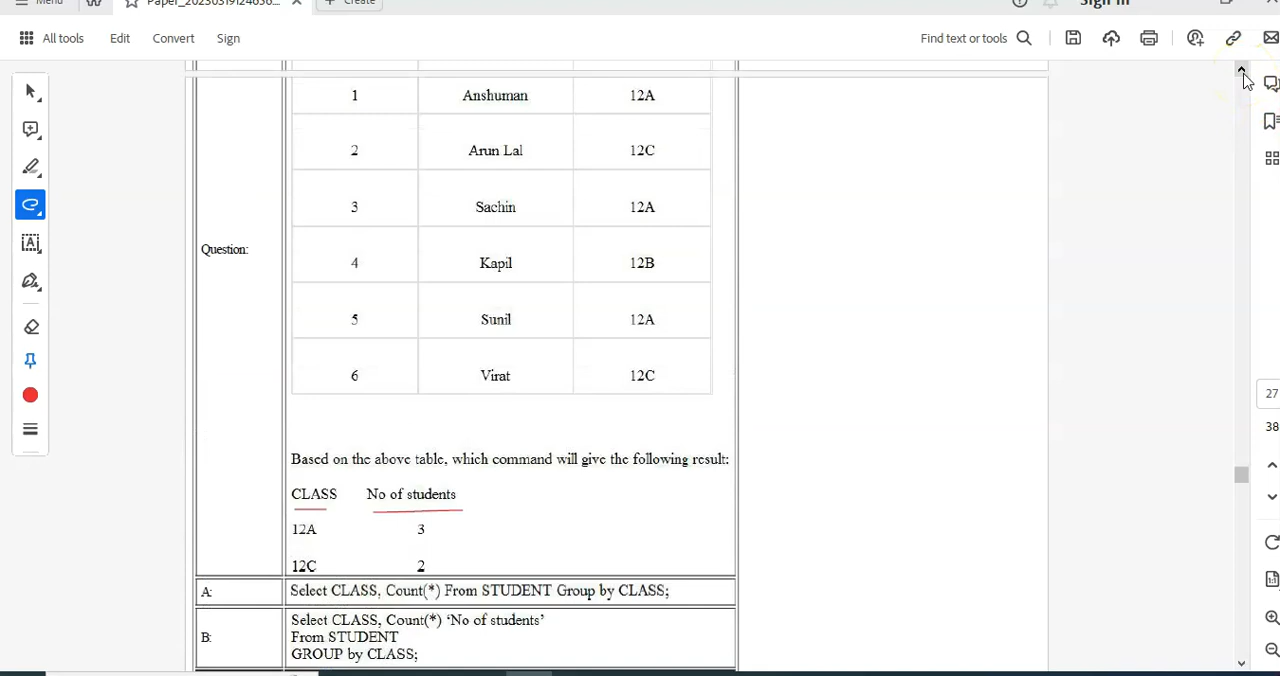 Menu Paper_20230319124636... Create Sign in
All tools Edit Convert Sign Find text or tools
1 Anshuman 12A
2 Arun Lal 12C
3 Sachin 12A
Question:
4 Kapil 12B
5 Sunil 12A
6 Virat 12C
27
38
Based on the above table, which command will give the following result:
CLASS No of students
12A 3
12C 2
A: Select CLASS, Count(*) From STUDENT Group by CLASS;
B: Select CLASS, Count(*) ‘No of students’
From STUDENT
GROUP by CLASS;